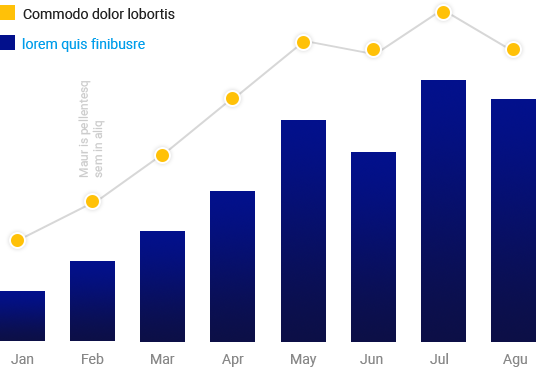 Commodo dolor lobortis
lorem quis finibusre
Maur is pellentesq
sem in aliq
Jan Feb Mar Apr May Jun Jul Agu